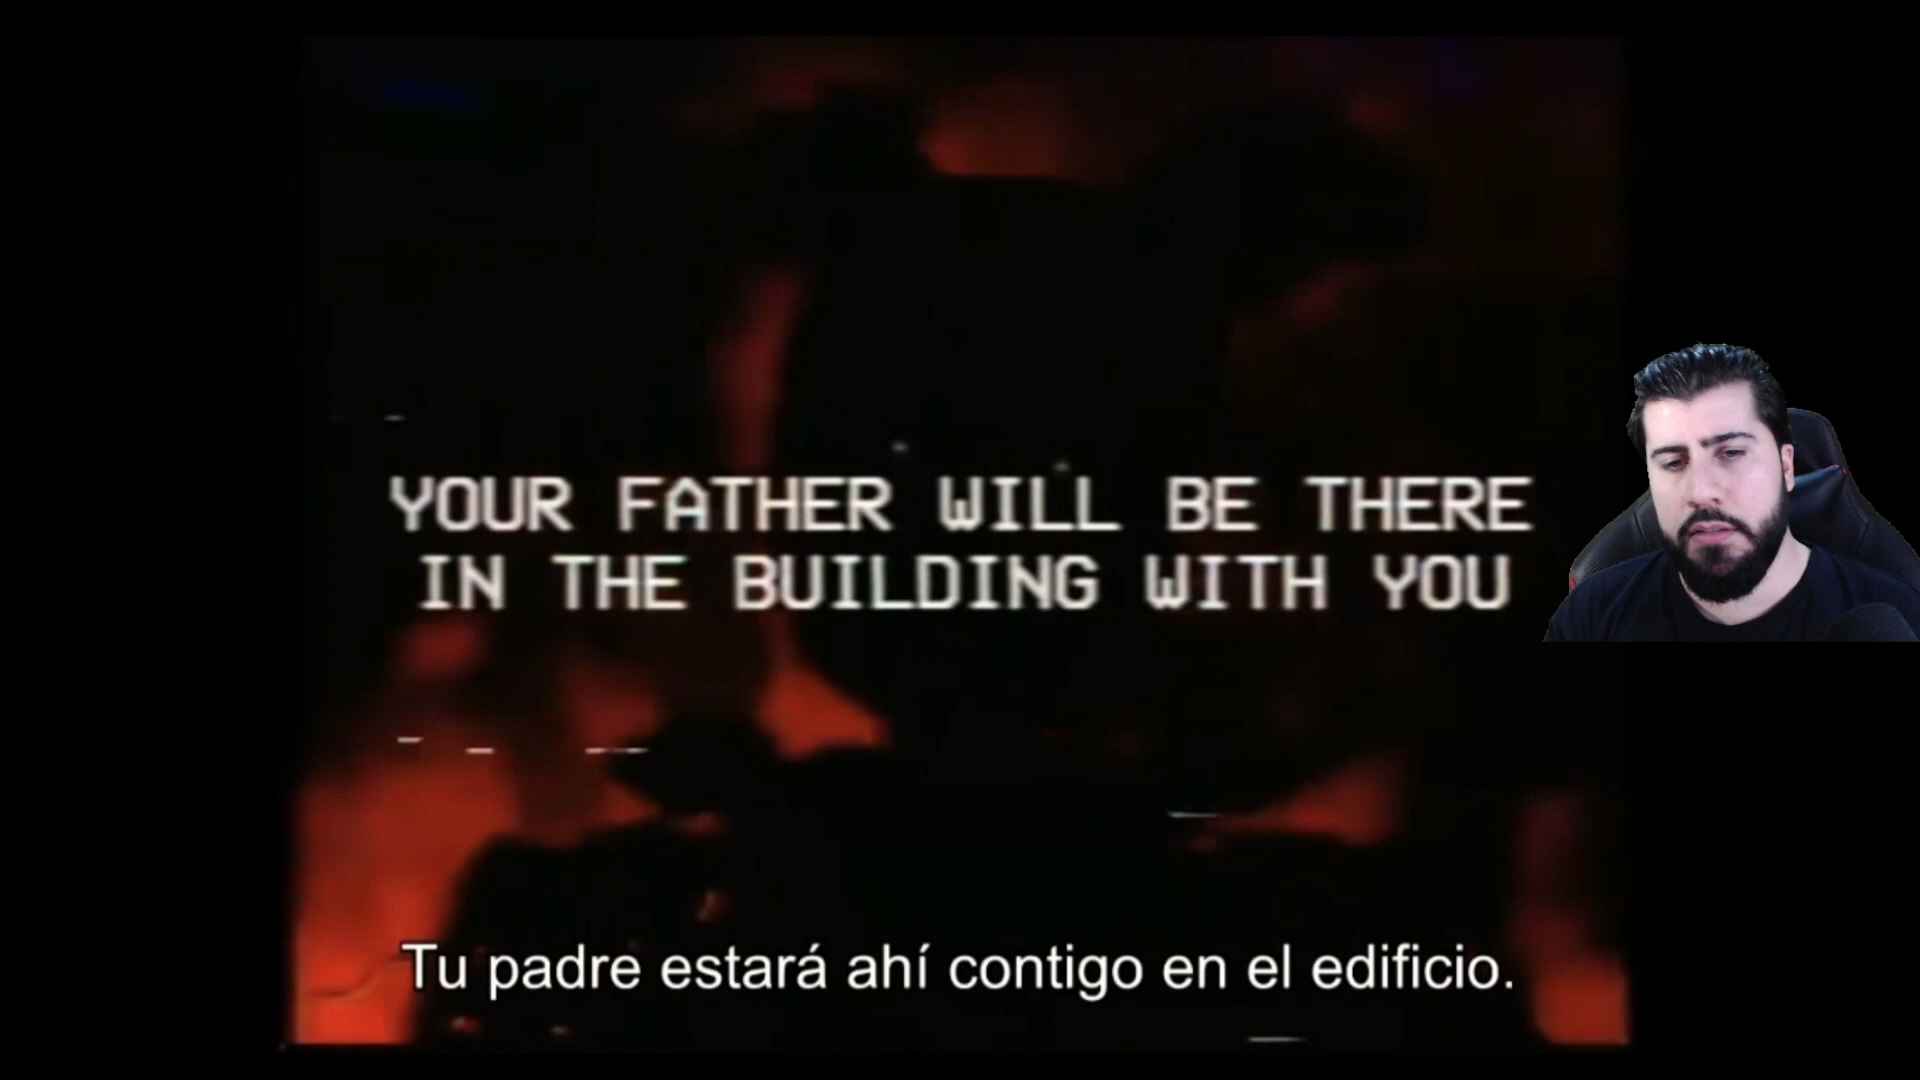 YOUR FATHER WILL BE THERE
IN THE BUILDING WITH YOU
Tu padre estará ahí contigo en el edificio.